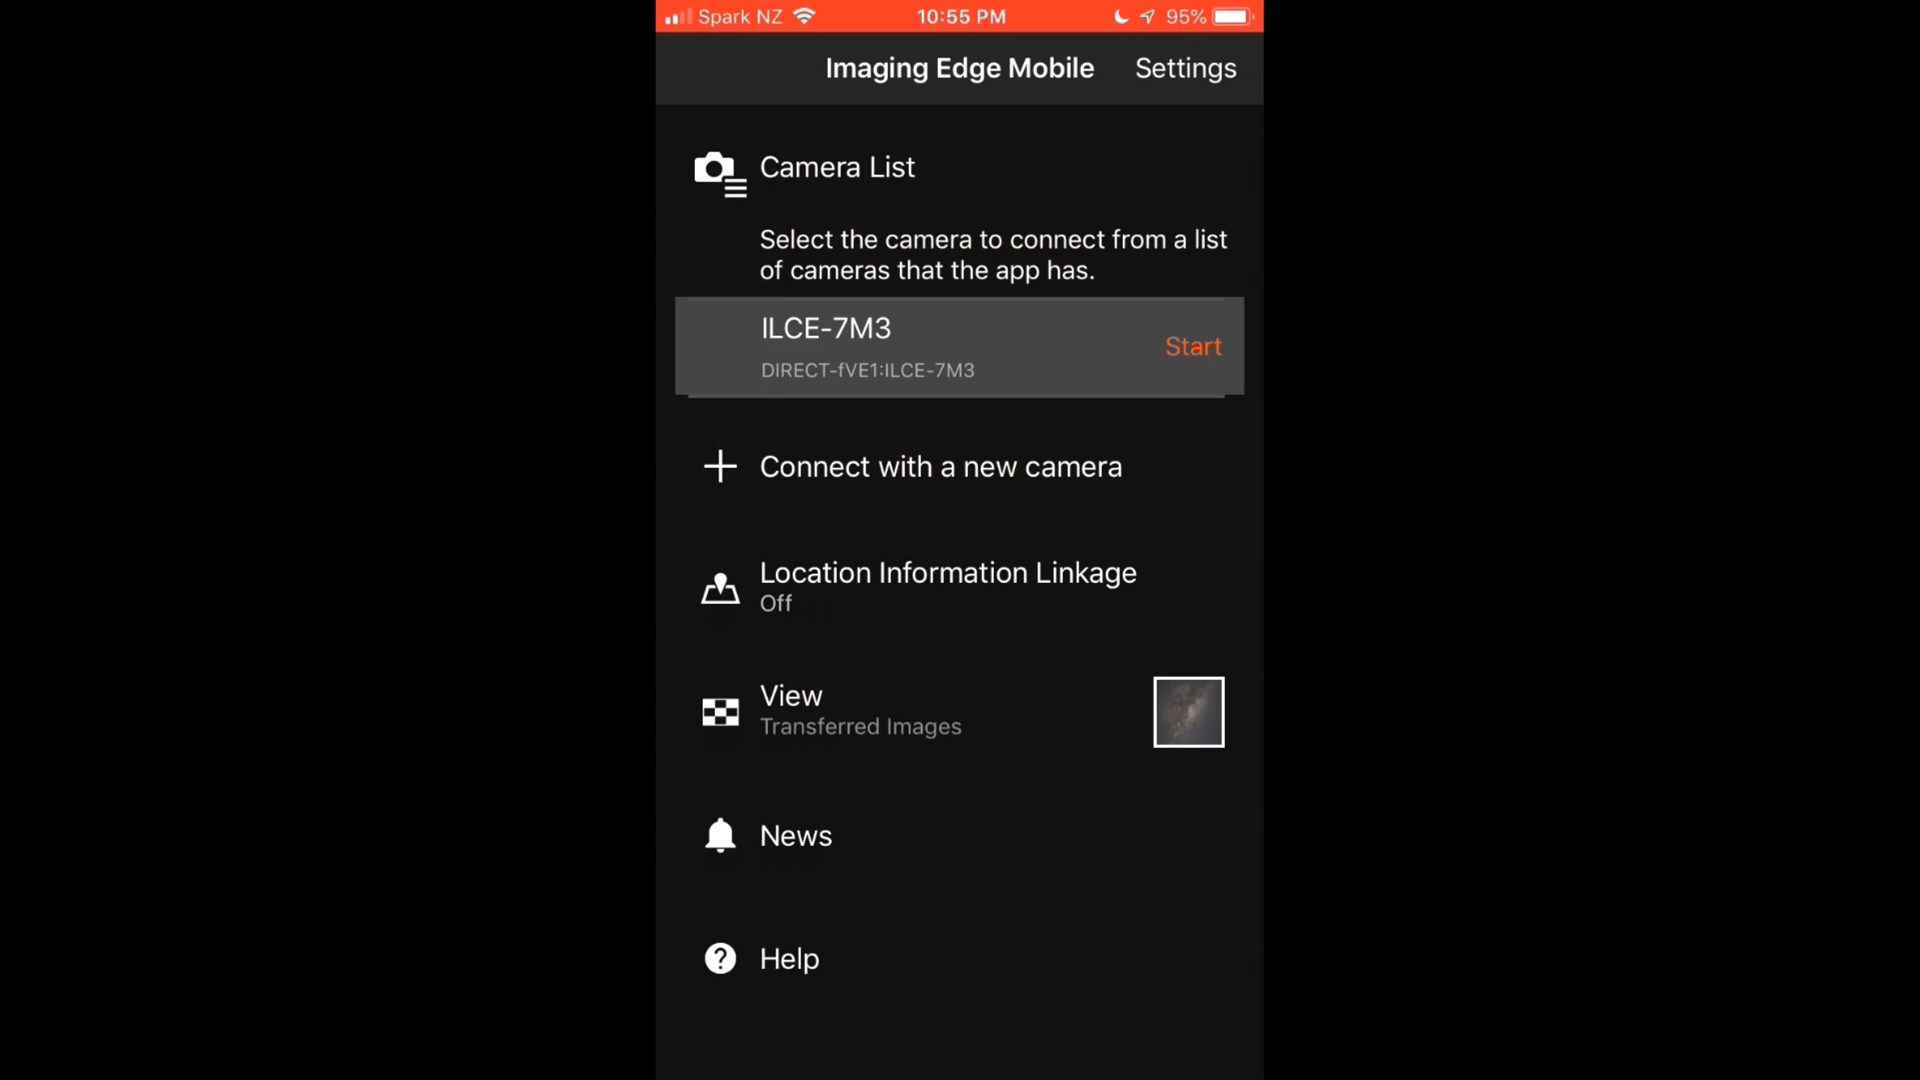 Spark NZ 10:55 PM 95%
Imaging Edge Mobile Settings
Camera List
Select the camera to connect from a list
of cameras that the app has.
ILCE-7M3
Start
DIRECT-fVE1:ILCE-7M3
Connect with a new camera
Location Information Linkage
Off
View
Transferred Images
News
Help